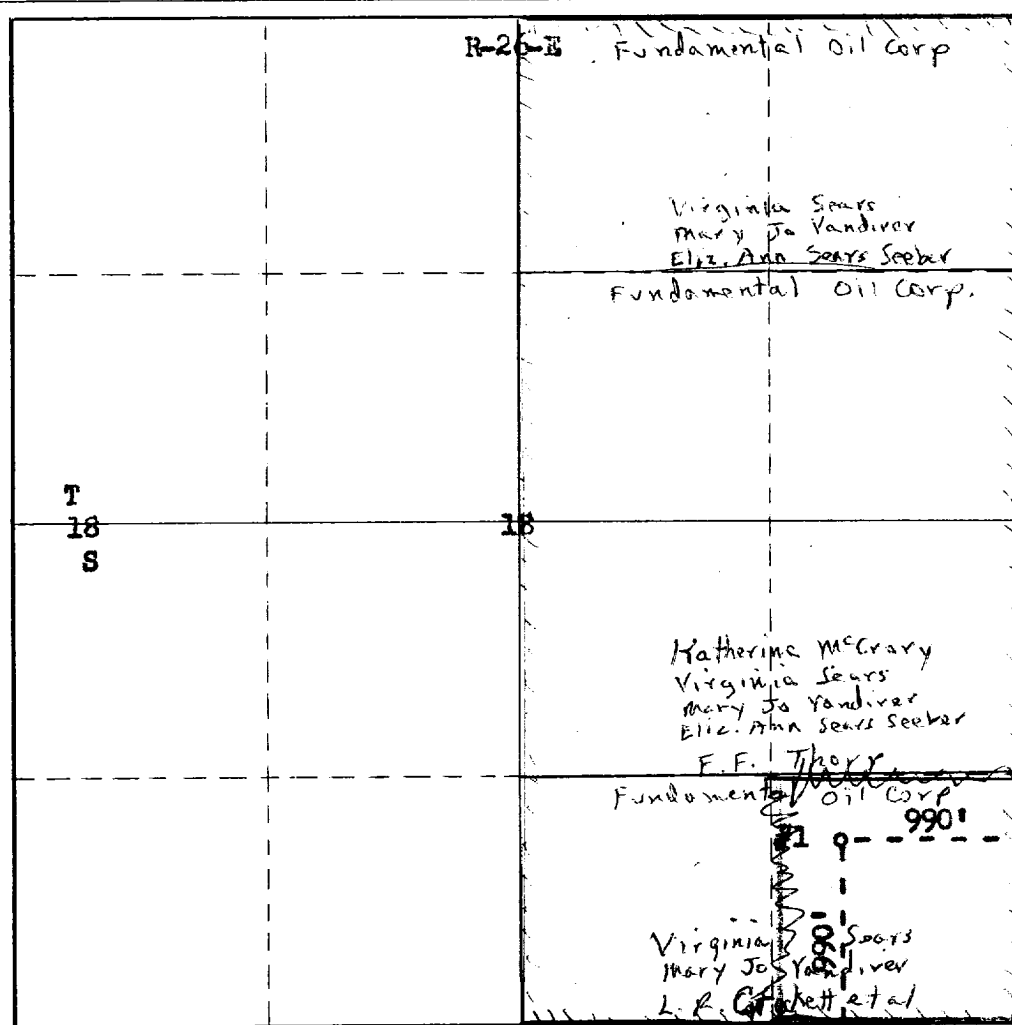 R-26-E Fundamental Oil Corp
Virginia Sears
Mary Jo Vandiver
Eliz. Ann Sears Seeber
Fundamental Oil Corp.
T
18
S
18
Katherine McCrary
Virginia Sears
Mary Jo Vandiver
Eliz. Ann Sears Seeber
F.F.
Fundamental Oil Corp
#1 990'
990'
Virginia Sears
Mary Jo Vandiver
L. R. Crockett et al